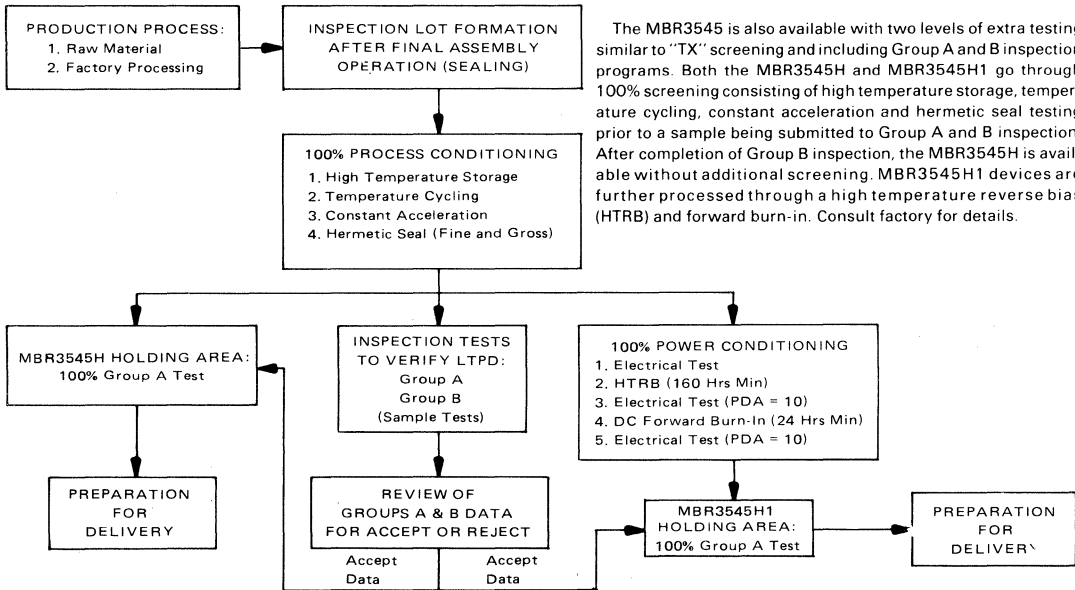 PRODUCTION PROCESS:
1. Raw Material
2. Factory Processing
INSPECTION LOT FORMATION
AFTER FINAL ASSEMBLY
OPERATION (SEALING)
The MBR3545 is also available with two levels of extra testing
similar to "TX" screening and including Group A and B inspection
programs. Both the MBR3545H and MBR3545H1 go through
100% screening consisting of high temperature storage, temper-
ature cycling, constant acceleration and hermetic seal testing
prior to a sample being submitted to Group A and B inspection
After completion of Group B inspection, the MBR3545H is avail-
able without additional screening. MBR3545H1 devices are
further processed through a high temperature reverse bias
(HTRB) and forward burn-in. Consult factory for details.
100% PROCESS CONDITIONING
1. High Temperature Storage
2. Temperature Cycling
3. Constant Acceleration
4. Hermetic Seal (Fine and Gross)
MBR3545H HOLDING AREA:
100% Group A Test
INSPECTION TESTS
TO VERIFY LTPD:
Group A
Group B
(Sample Tests)
100% POWER CONDITIONING
1. Electrical Test
2. HTRB (160 Hrs Min)
3. Electrical Test (PDA = 10)
4. DC Forward Burn-In (24 Hrs Min)
5. Electrical Test (PDA = 10)
PREPARATION
FOR
DELIVERY
REVIEW OF
GROUPS A & B DATA
FOR ACCEPT OR REJECT
MBR3545H1
HOLDING AREA:
100% Group A Test
PREPARATION
FOR
DELIVERY
Accept
Data
Accept
Data